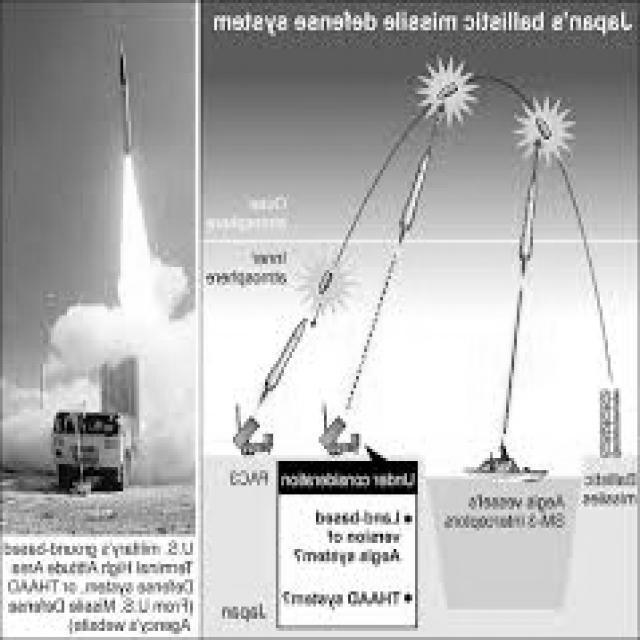 Japan's ballistic missile defense system
Outer
atmosphere
Inner
atmosphere
Ballistic
missiles
Aegis vessel's
SM-3 interceptors
Under consideration
● Land-based
version of
Aegis system?
● THAAD system?
PAC3
Japan
U.S. military's ground-based
Terminal High Altitude Area
Defense system, or THAAD
(From U.S. Missile Defense
Agency's website)